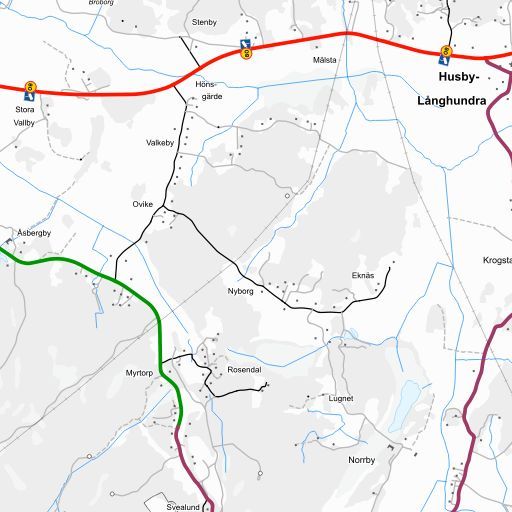 Broborg
Stenby
Målsta
Husby-
Långhundra
Höns-
gärde
Stora
Vallby
Valkeby
Ovike
Åsbergby
Krogsta
Eknäs
Nyborg
Myrtorp
Rosendal
Lugnet
Norrby
Svealund